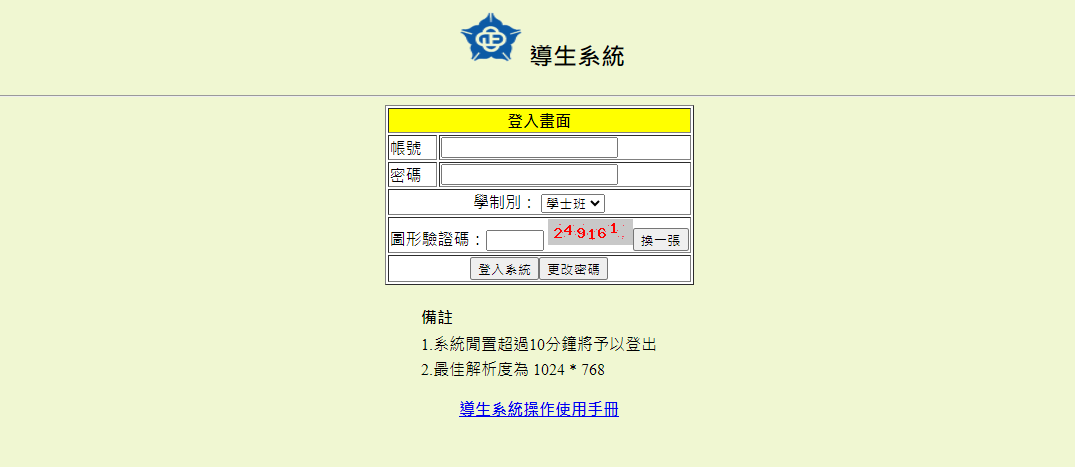 導生系統
登入畫面
帳號
密碼
學制別： 學士班
圖形驗證碼： 249161 換一張
登入系統 更改密碼
備註
1.系統閒置超過10分鐘將予以登出
2.最佳解析度為 1024 * 768
導生系統操作使用手冊